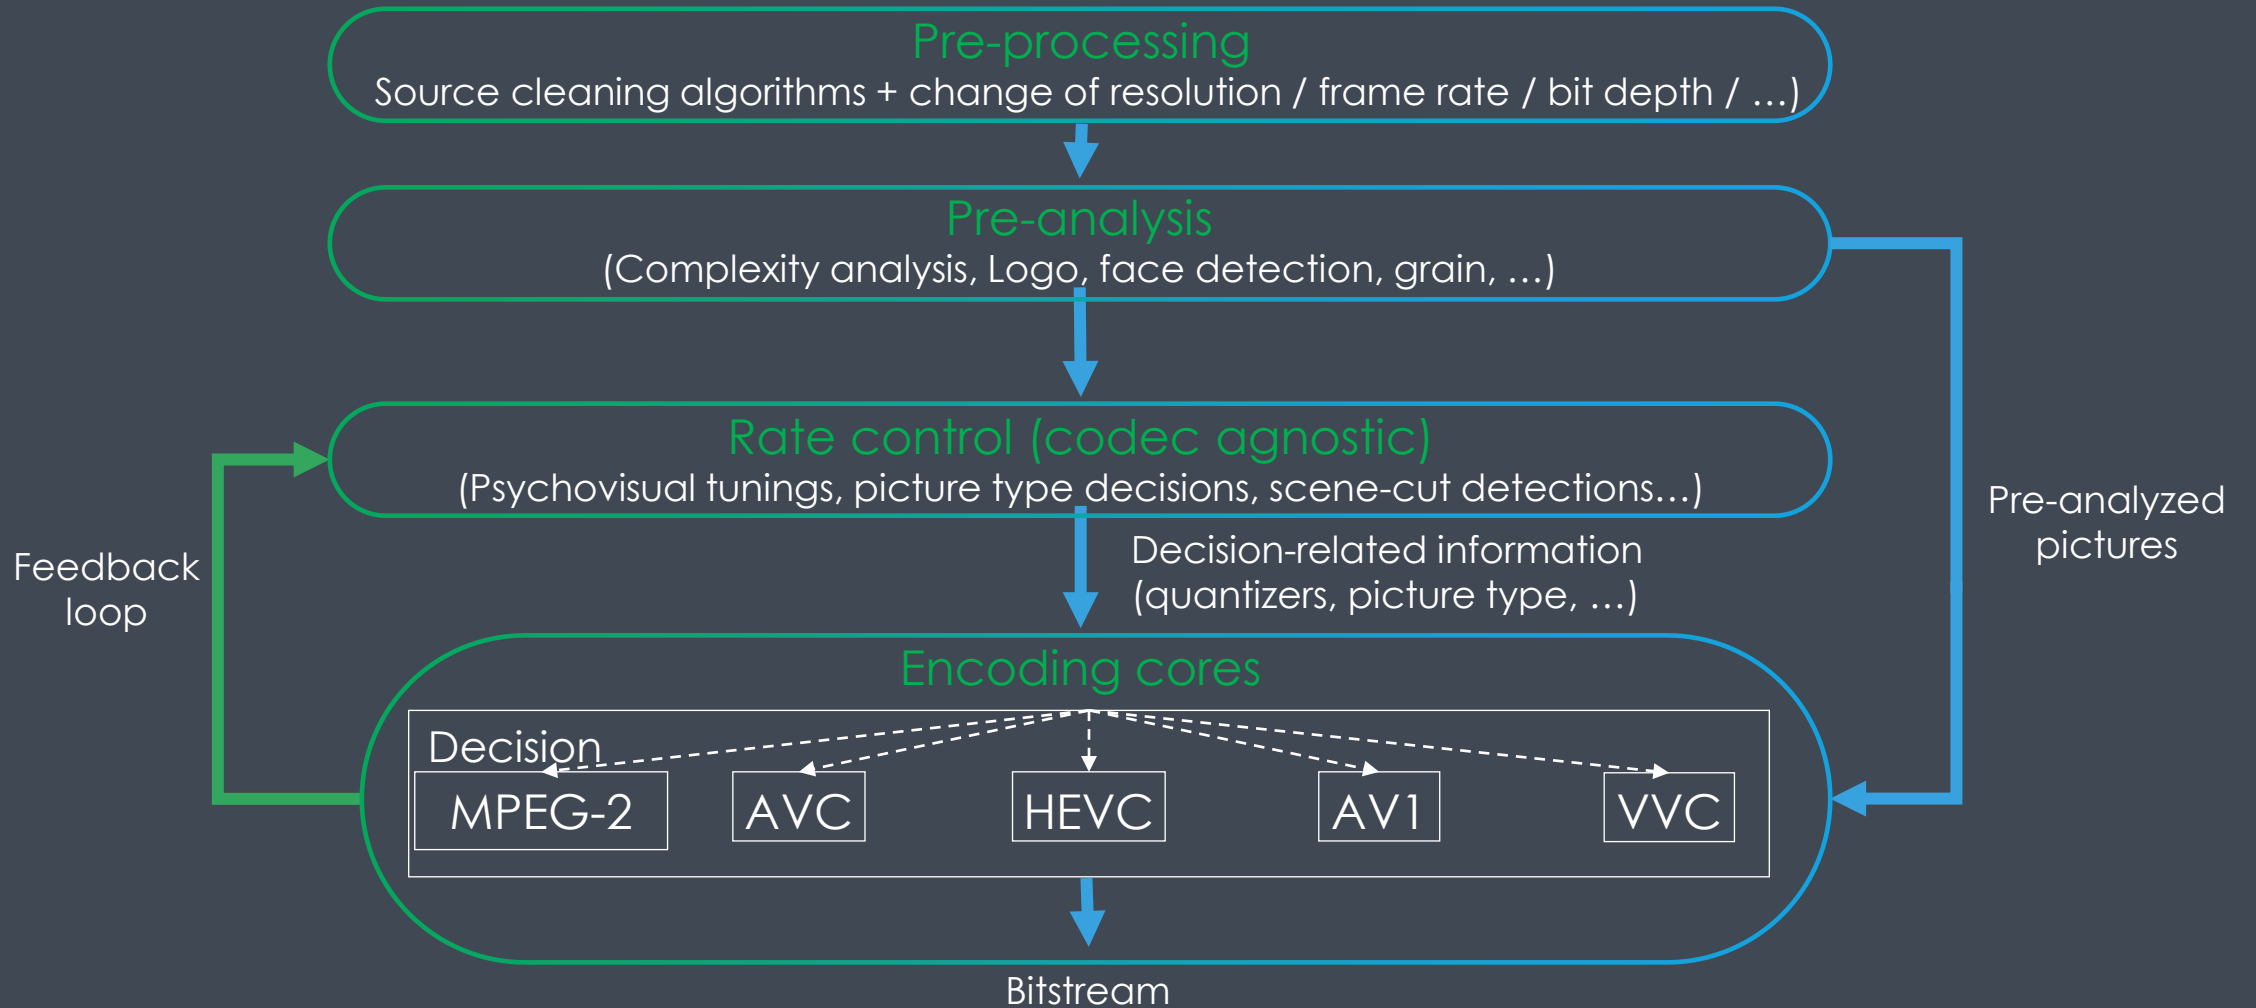 Pre-processing
Source cleaning algorithms + change of resolution / frame rate / bit depth / …)
Pre-analysis
(Complexity analysis, Logo, face detection, grain, …)
Rate control (codec agnostic)
(Psychovisual tunings, picture type decisions, scene-cut detections…)
Pre-analyzed
pictures
Feedback
loop
Decision-related information
(quantizers, picture type, …)
Encoding cores
Decision
MPEG-2
AVC
HEVC
AV1
VVC
Bitstream